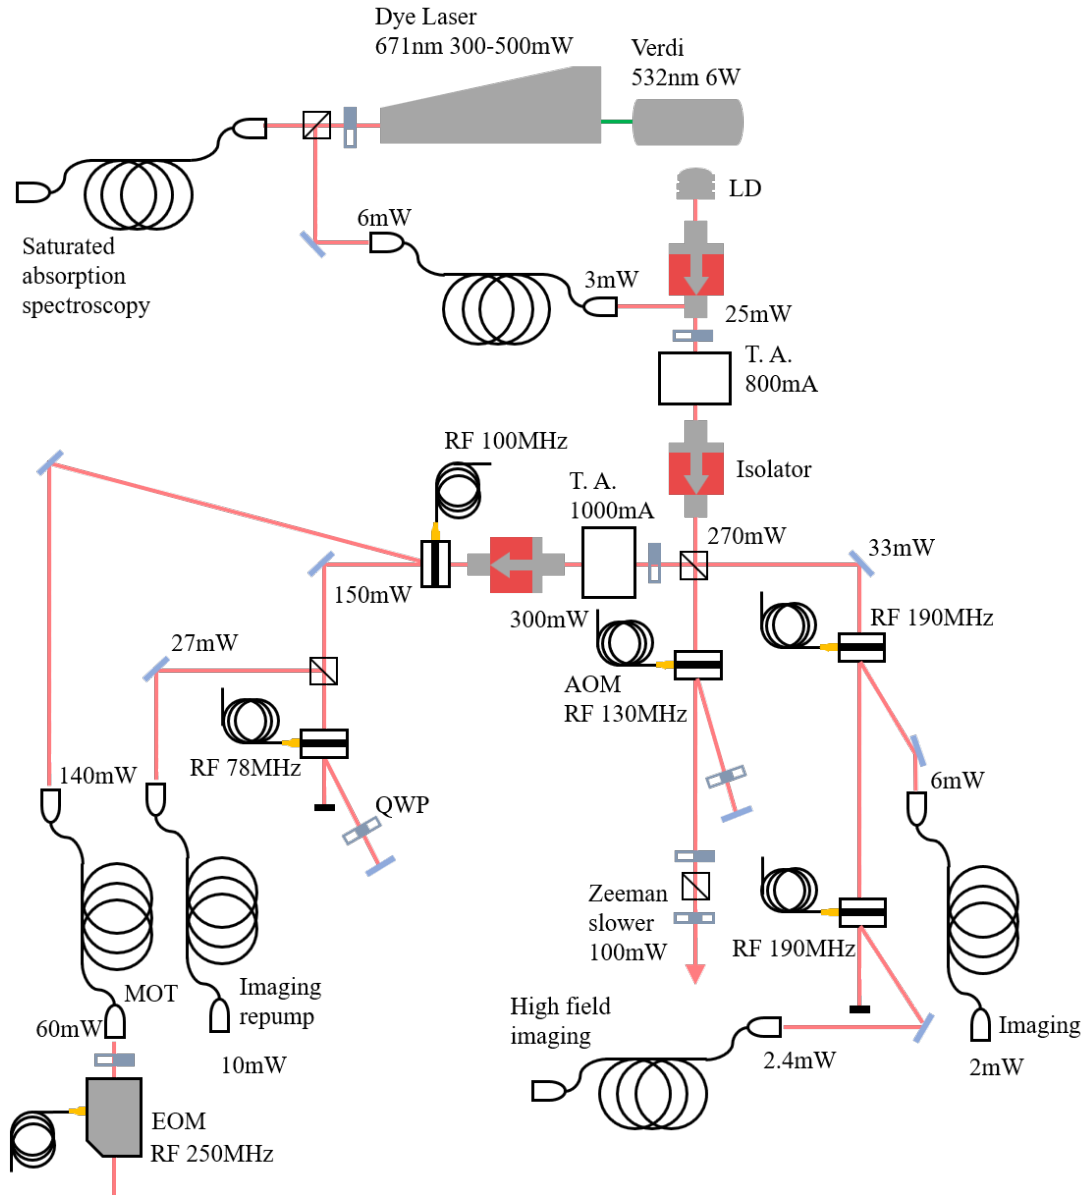 Dye Laser
671nm 300-500mW
Verdi
532nm 6W
LD
6mW
Saturated
absorption
spectroscopy
3mW
25mW
T. A.
800mA
RF 100MHz
Isolator
T. A.
1000mA
270mW
33mW
150mW
300mW
RF 190MHz
27mW
AOM
RF 130MHz
RF 78MHz
140mW
6mW
QWP
Zeeman
slower
100mW
RF 190MHz
MOT
Imaging
repump
High field
imaging
60mW
Imaging
10mW
2.4mW
2mW
EOM
RF 250MHz